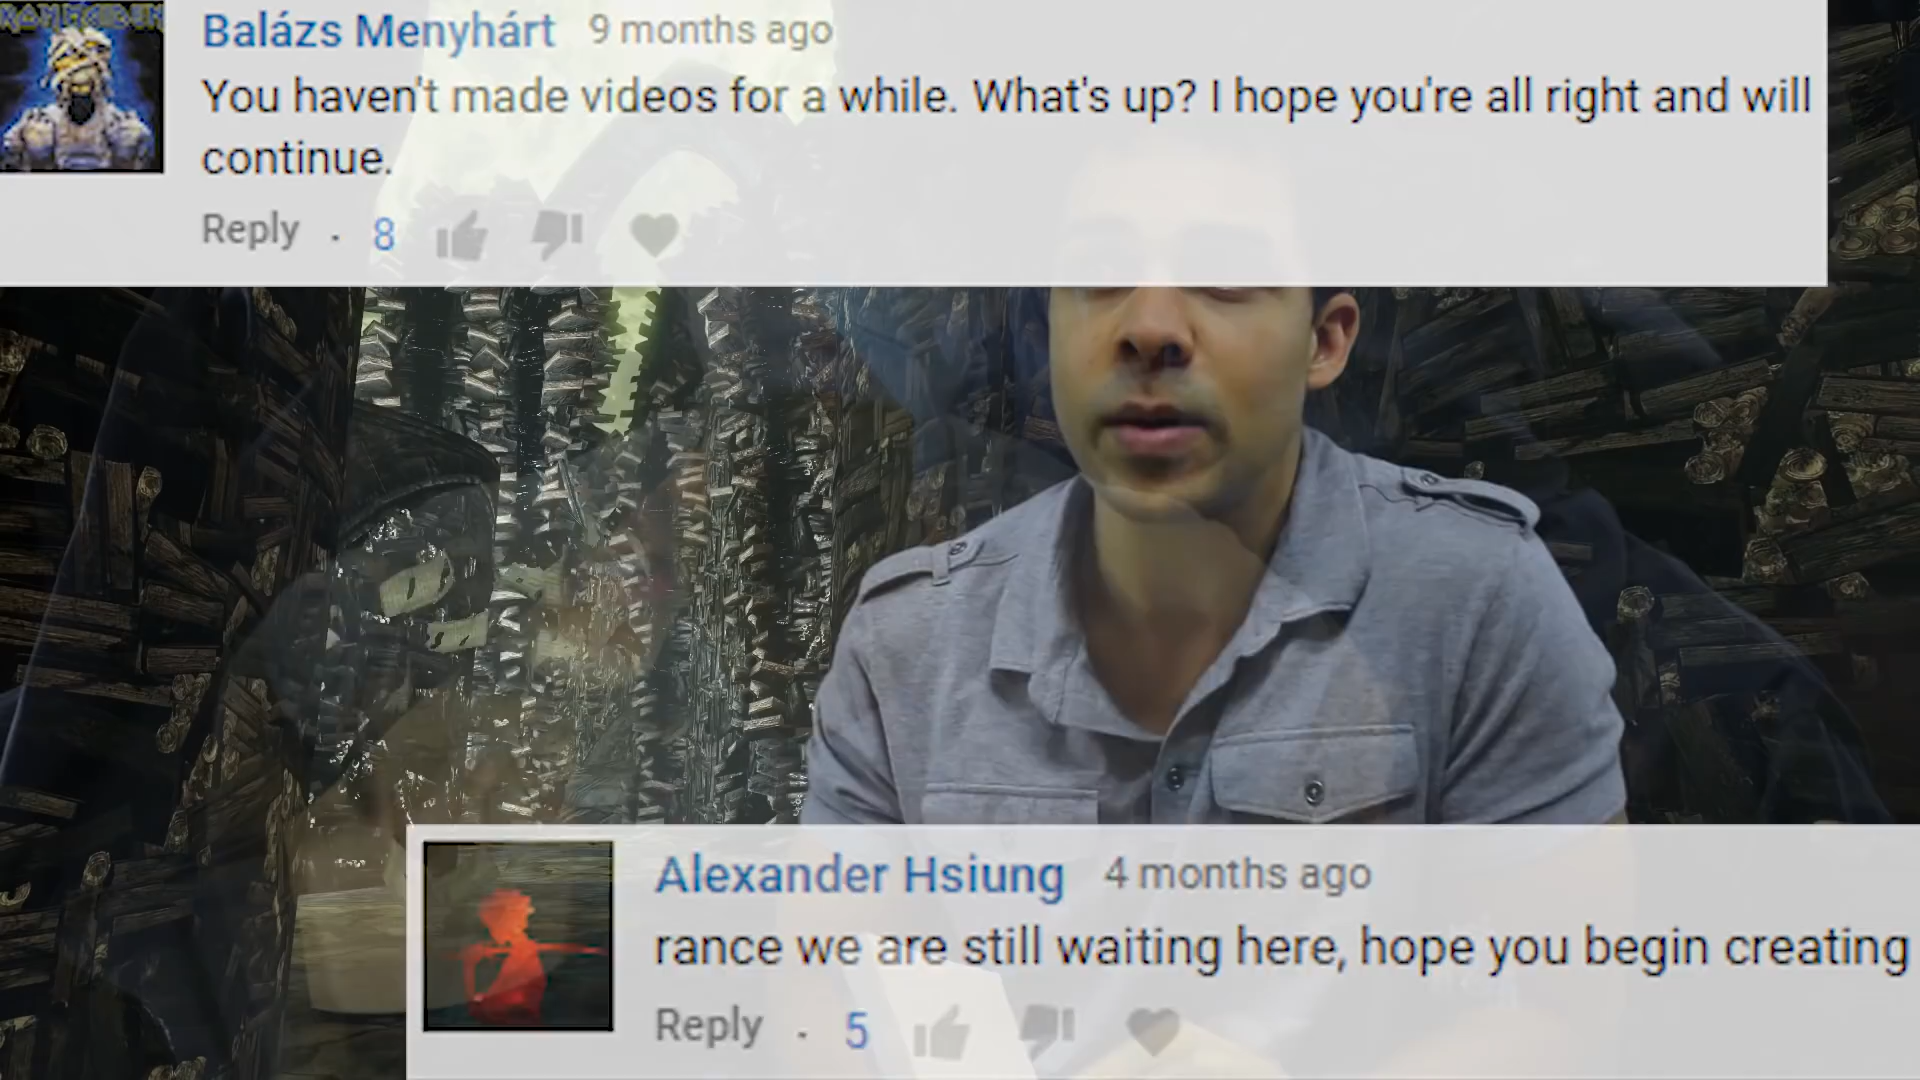 Balázs Menyhárt 9 months ago
You haven't made videos for a while. What's up? I hope you're all right and will
continue.
Reply · 8
Alexander Hsiung 4 months ago
rance we are still waiting here, hope you begin creating
Reply · 5